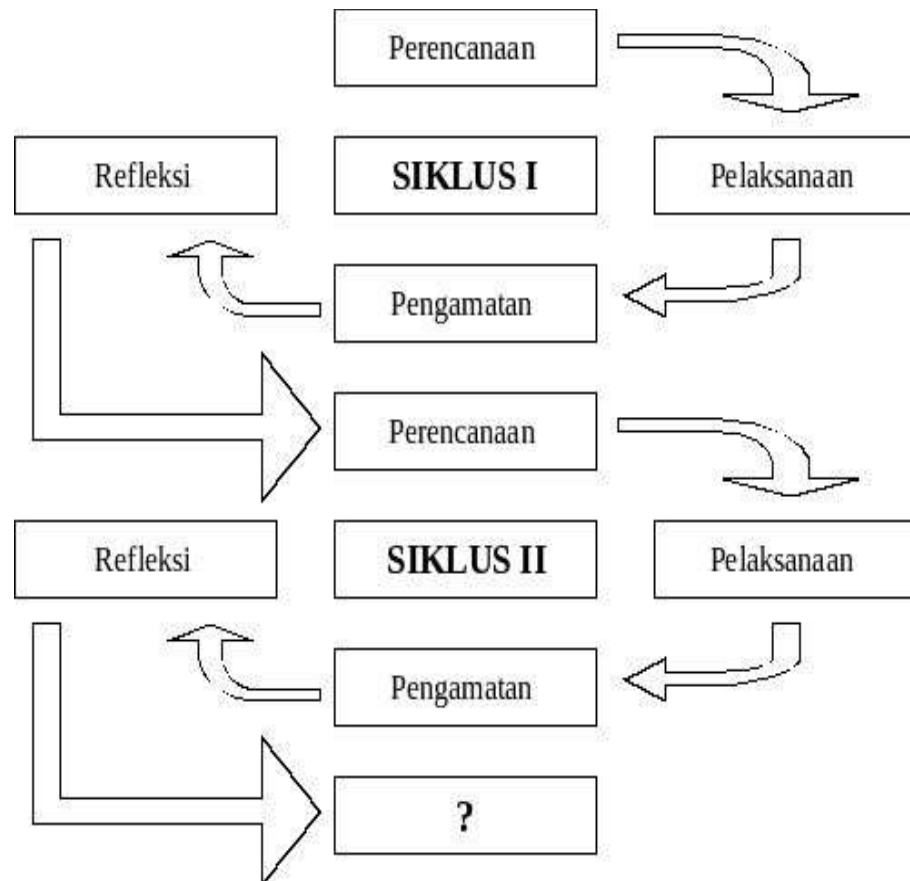 Perencanaan
Refleksi
SIKLUS I
Pelaksanaan
Pengamatan
Perencanaan
Refleksi
SIKLUS II
Pelaksanaan
Pengamatan
?